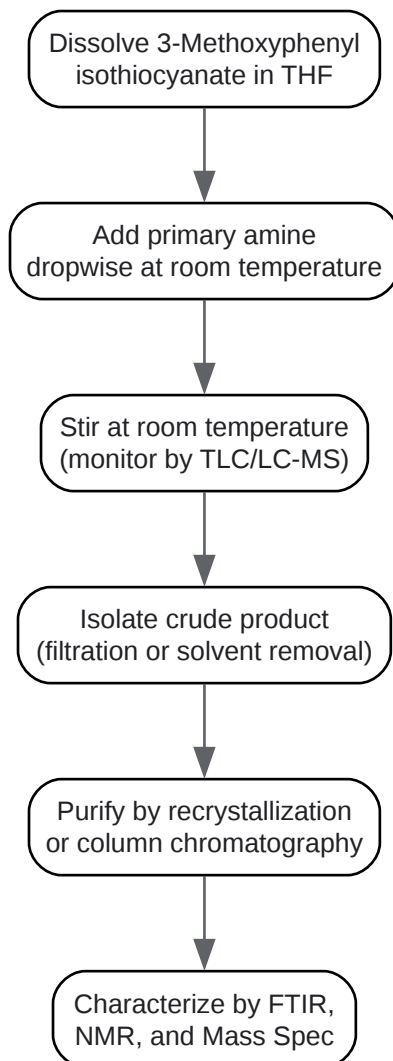 Dissolve 3-Methoxyphenyl
isothiocyanate in THF
Add primary amine
dropwise at room temperature
Stir at room temperature
(monitor by TLC/LC-MS)
Isolate crude product
(filtration or solvent removal)
Purify by recrystallization
or column chromatography
Characterize by FTIR,
NMR, and Mass Spec